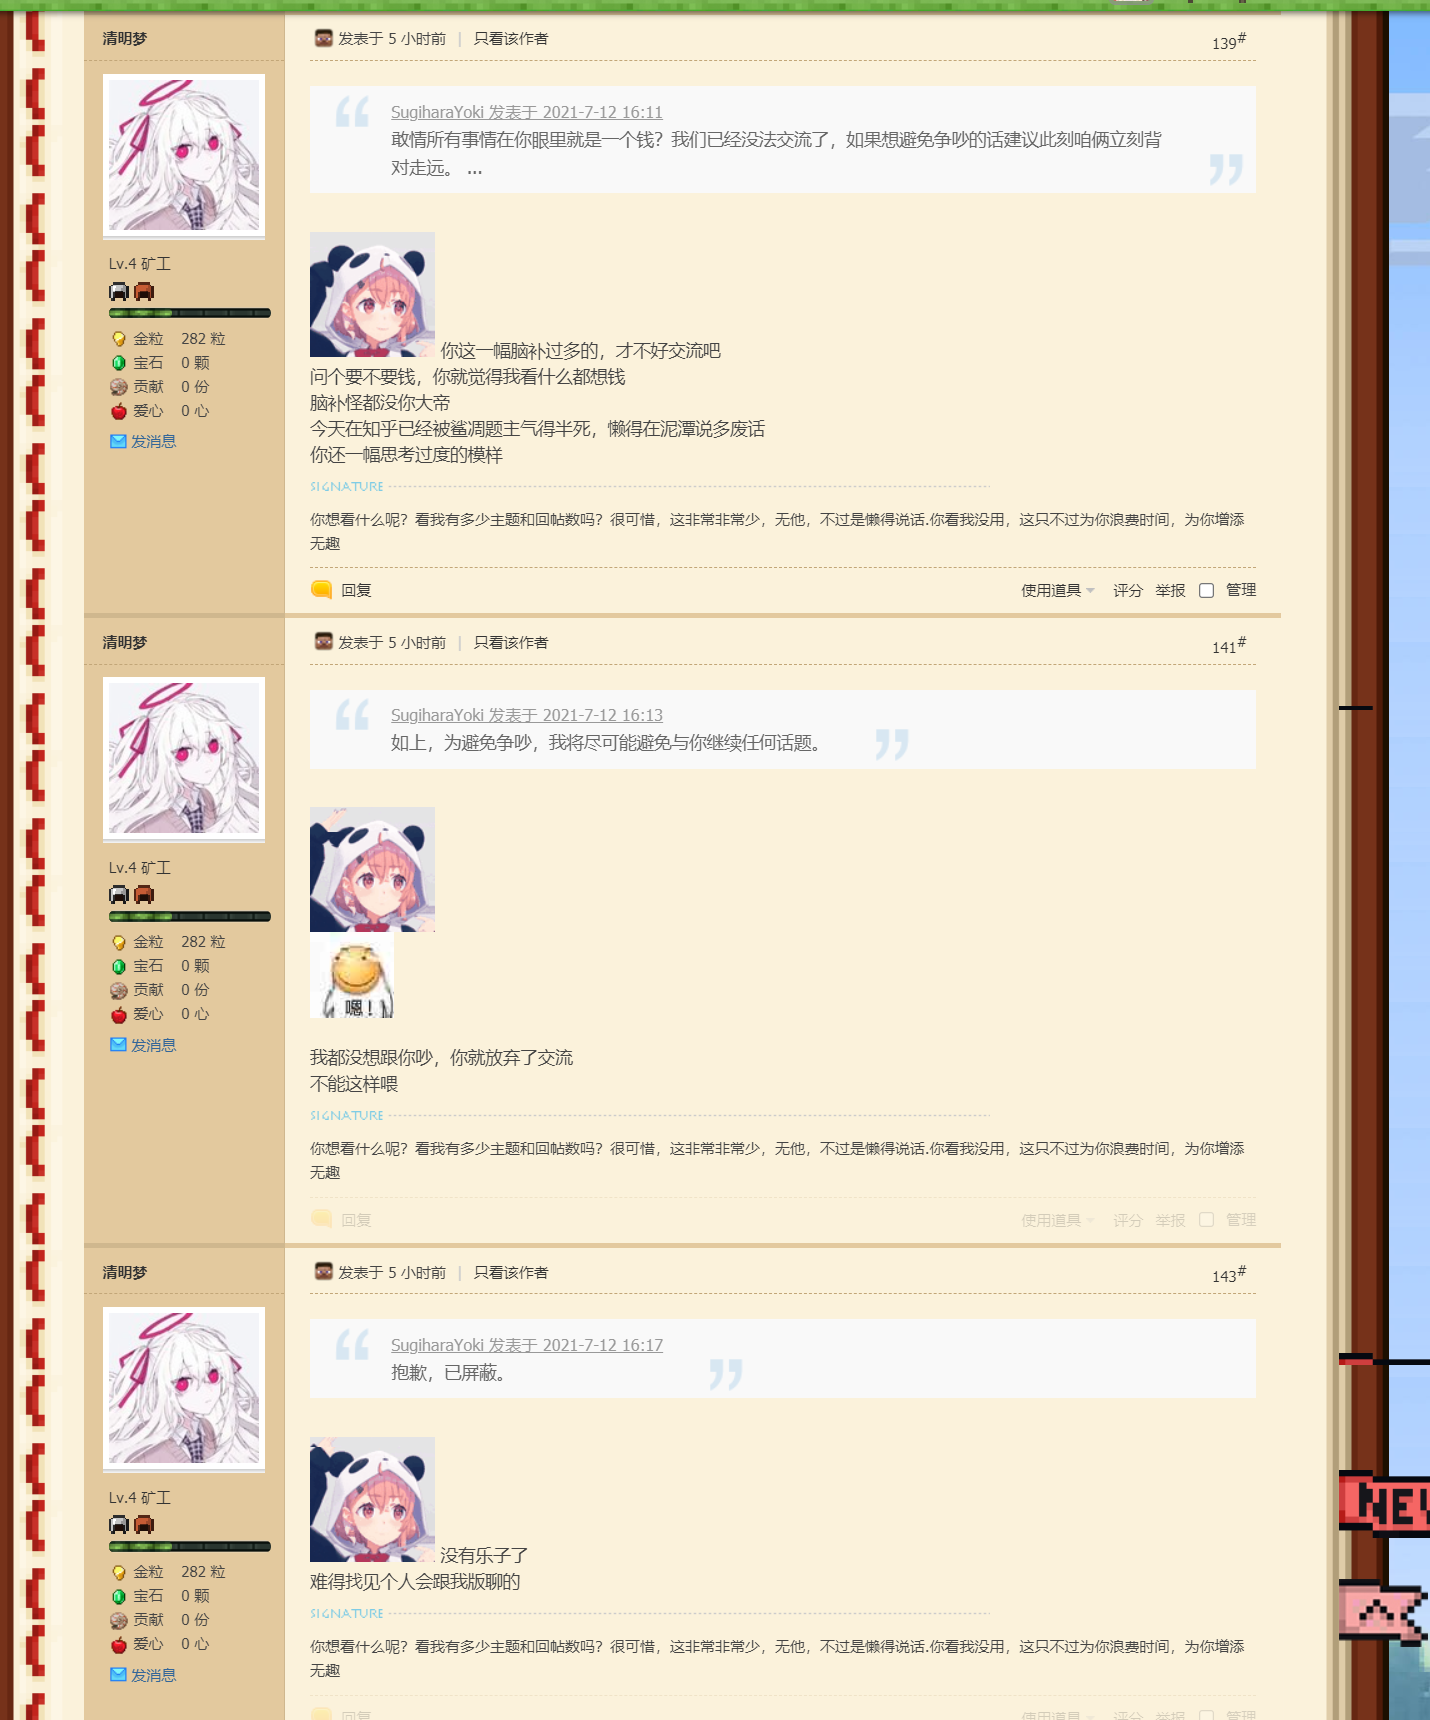 清明梦
发表于 5 小时前 | 只看该作者
139#
SugiharaYoki 发表于 2021-7-12 16:11
敢情所有事情在你眼里就是一个钱？我们已经没法交流了，如果想避免争吵的话建议此刻咱俩立刻背
对走远。 ...
Lv.4 矿工
金粒 282 粒
宝石 0 颗
贡献 0 份
爱心 0 心
发消息
你这一幅脑补过多的，才不好交流吧
问个要不要钱，你就觉得我看什么都想钱
脑补怪都没你大帝
今天在知乎已经被鲨凋题主气得半死，懒得在泥潭说多废话
你还一幅思考过度的模样
SIGNATURE
你想看什么呢？看我有多少主题和回帖数吗？很可惜，这非常非常少，无他，不过是懒得说话.你看我没用，这只不过为你浪费时间，为你增添
无趣
回复
使用道具 评分 举报 管理
清明梦
发表于 5 小时前 | 只看该作者
141#
SugiharaYoki 发表于 2021-7-12 16:13
如上，为避免争吵，我将尽可能避免与你继续任何话题。
Lv.4 矿工
金粒 282 粒
宝石 0 颗
贡献 0 份
爱心 0 心
发消息
嗯！
我都没想跟你吵，你就放弃了交流
不能这样喂
SIGNATURE
你想看什么呢？看我有多少主题和回帖数吗？很可惜，这非常非常少，无他，不过是懒得说话.你看我没用，这只不过为你浪费时间，为你增添
无趣
回复
使用道具 评分 举报 管理
清明梦
发表于 5 小时前 | 只看该作者
143#
SugiharaYoki 发表于 2021-7-12 16:17
抱歉，已屏蔽。
Lv.4 矿工
金粒 282 粒
宝石 0 颗
贡献 0 份
爱心 0 心
发消息
没有乐子了
难得找见个人会跟我版聊的
SIGNATURE
你想看什么呢？看我有多少主题和回帖数吗？很可惜，这非常非常少，无他，不过是懒得说话.你看我没用，这只不过为你浪费时间，为你增添
无趣
回复
使用道具 评分 举报 管理